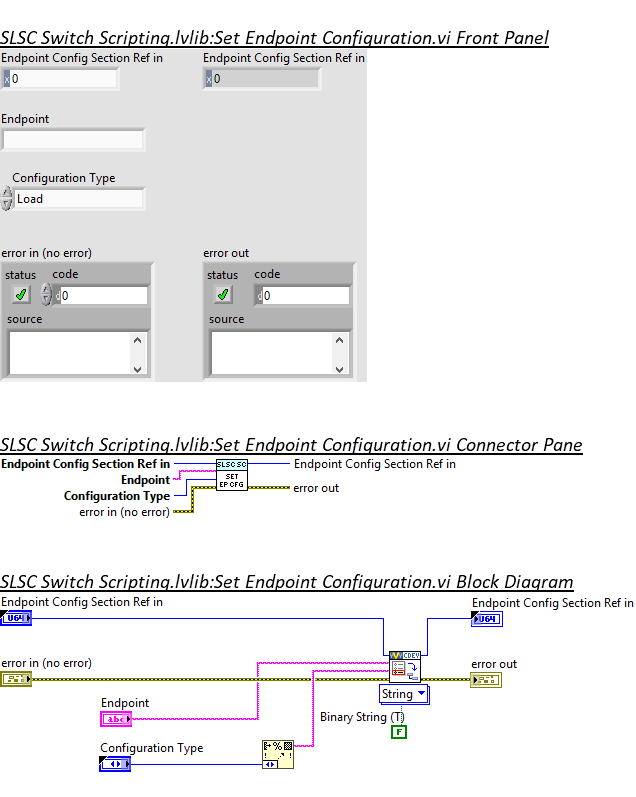 SLSC Switch Scripting.lvlib:Set Endpoint Configuration.vi Front Panel
Endpoint Config Section Ref in Endpoint Config Section Ref in
x 0 x 0
Endpoint
Configuration Type
Load
error in (no error) error out
status code status code
d 0 d 0
source source
SLSC Switch Scripting.lvlib:Set Endpoint Configuration.vi Connector Pane
Endpoint Config Section Ref in SLSC SC Endpoint Config Section Ref in
Endpoint SET
EP CFG error out
Configuration Type
error in (no error)
SLSC Switch Scripting.lvlib:Set Endpoint Configuration.vi Block Diagram
Endpoint Config Section Ref in Endpoint Config Section Ref in
U64 U64
CDEV
error in (no error) error out
String
Endpoint
abc
Binary String (T)
F
Configuration Type
%